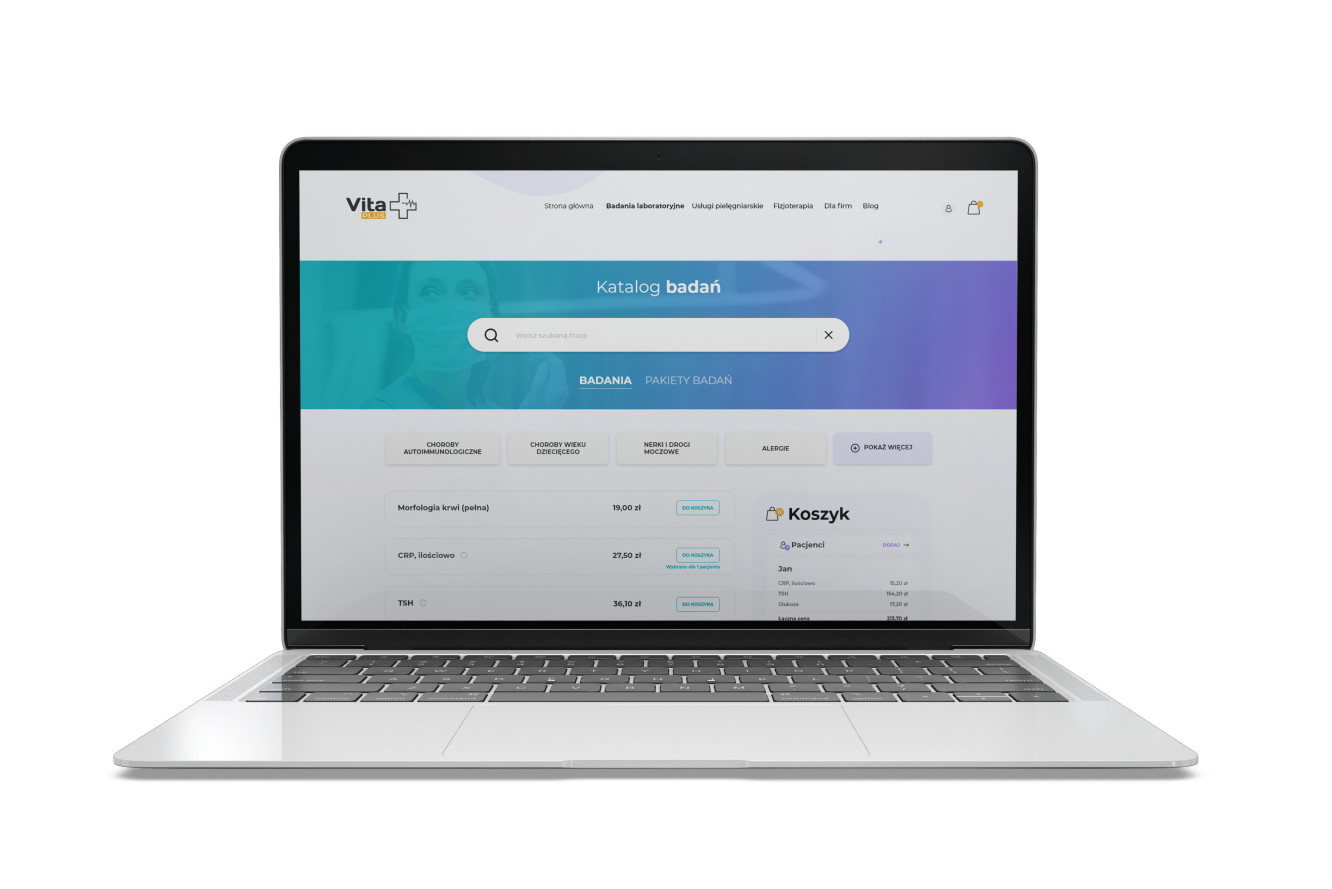 Vita
PLUS
Strona główna Badania laboratoryjne Usługi pielęgniarskie Fizjoterapia Dla firm Blog
Katalog badań
Wpisz szukaną frazę
BADANIA PAKIETY BADAŃ
CHOROBY
AUTOIMMUNOLOGICZNE
CHOROBY WIEKU
DZIECIĘCEGO
NERKI I DROGI
MOCZOWE
ALERGIE
POKAŻ WIĘCEJ
Morfologia krwi (pełna) 19,00 zł DO KOSZYKA
CRP, ilościowo 27,50 zł DO KOSZYKA
Wybrano dla 1 pacjenta
TSH 36,10 zł DO KOSZYKA
Koszyk
Pacjenci DODAJ →
Jan
CRP, ilościowo 15,20 zł
TSH 154,20 zł
Glukoza 17,20 zł
Łączna cena 213,70 zł